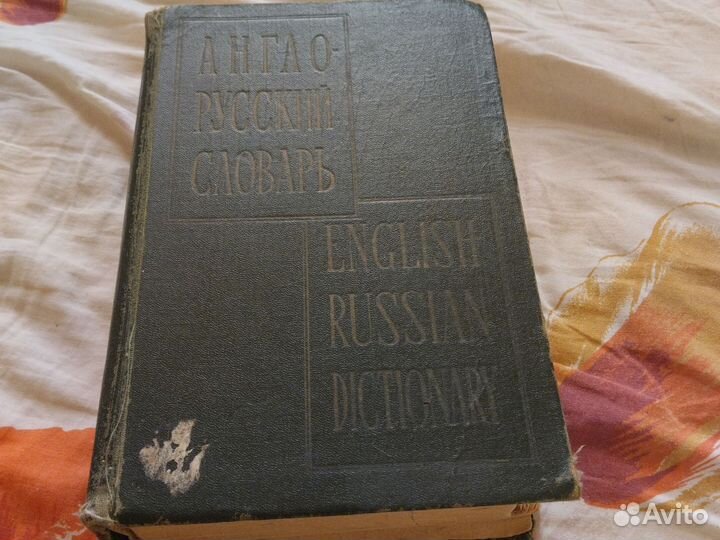 АНГЛО-
РУССКИЙ
СЛОВАРЬ
ENGLISH-
RUSSIAN
DICTIONARY
Avito